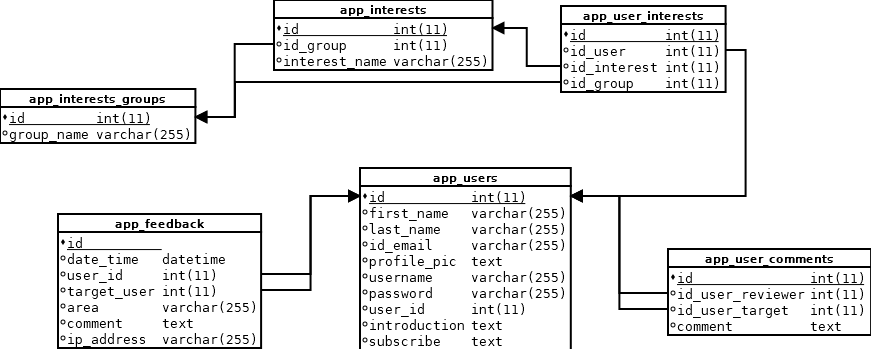 app_interests
id int(11)
id_group int(11)
interest_name varchar(255)
app_user_interests
id int(11)
id_user int(11)
id_interest int(11)
id_group int(11)
app_interests_groups
id int(11)
group_name varchar(255)
app_users
id int(11)
first_name varchar(255)
last_name varchar(255)
id_email varchar(255)
profile_pic text
username varchar(255)
password varchar(255)
user_id int(11)
introduction text
subscribe text
app_feedback
id
date_time datetime
user_id int(11)
target_user int(11)
area varchar(255)
comment text
ip_address varchar(255)
app_user_comments
id int(11)
id_user_reviewer int(11)
id_user_target int(11)
comment text